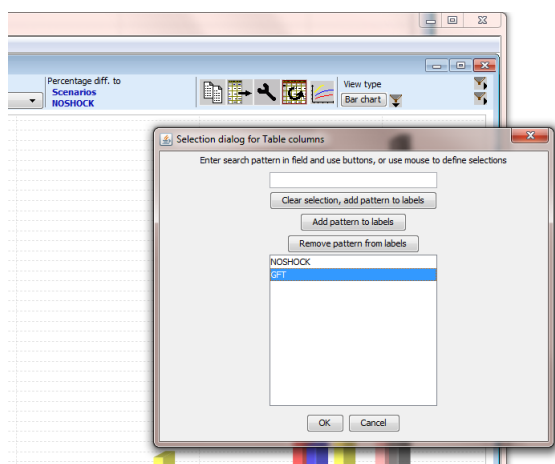 Percentage diff. to
Scenarios
NOSHOCK
View type
Bar chart
Selection dialog for Table columns
Enter search pattern in field and use buttons, or use mouse to define selections
Clear selection, add pattern to labels
Add pattern to labels
Remove pattern from labels
NOSHOCK
GFT
OK
Cancel